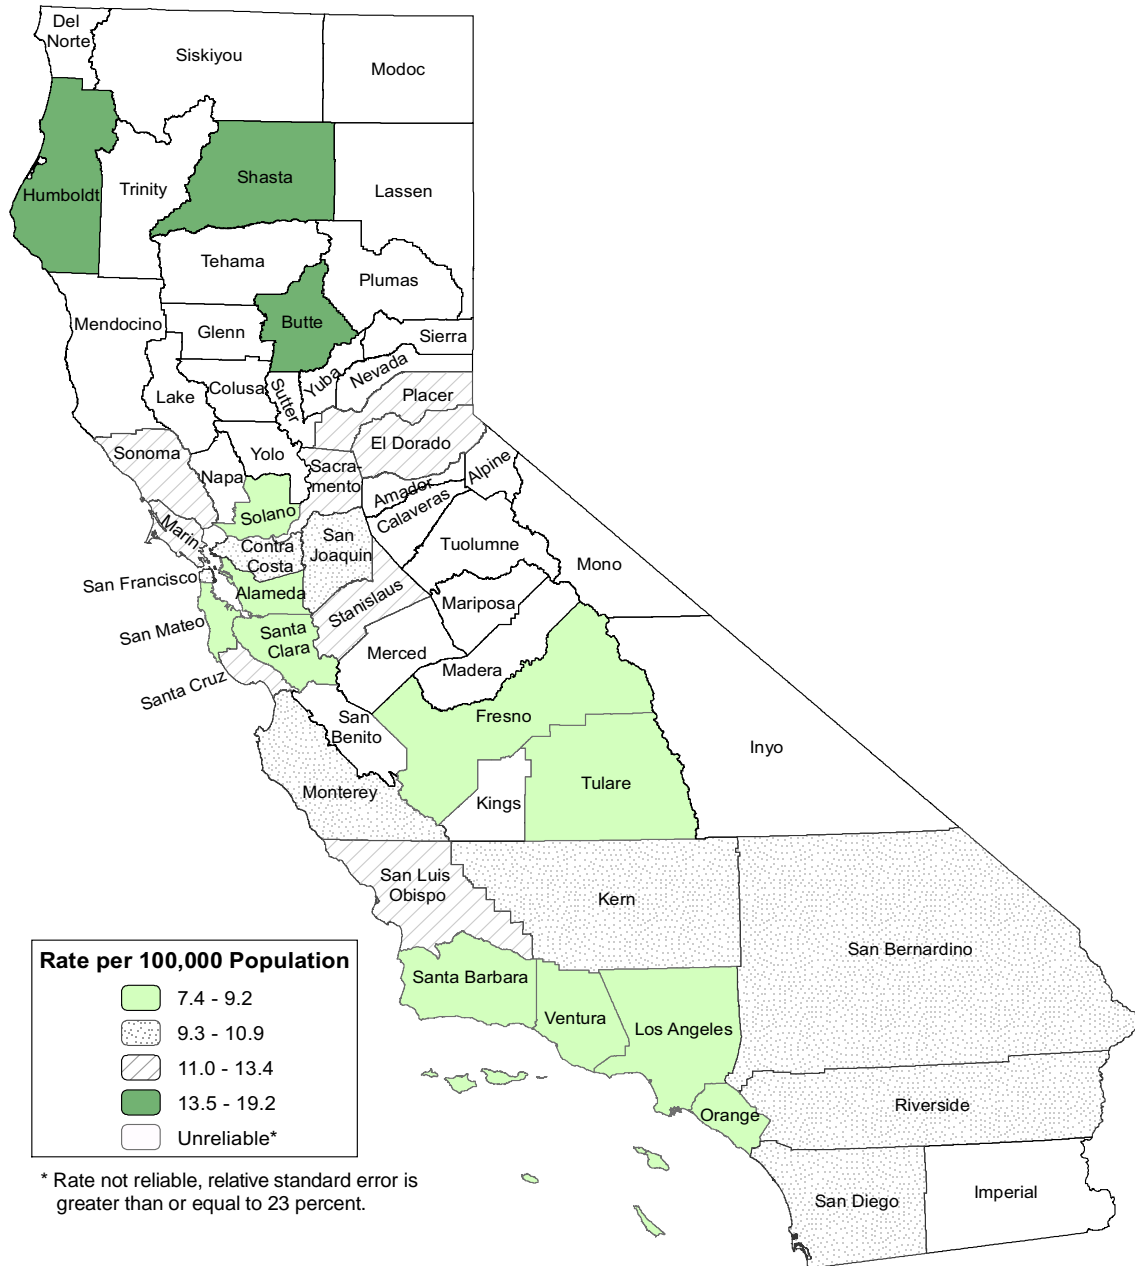 Del
Norte
Siskiyou
Modoc
Humboldt
Trinity
Shasta
Lassen
Tehama
Plumas
Mendocino
Glenn
Butte
Sierra
Lake
Colusa
Sutter
Yuba
Nevada
Placer
Sonoma
Napa
Yolo
Sacra-
mento
El Dorado
Amador
Alpine
Calaveras
Solano
Marin
Contra
Costa
San
Joaquin
Tuolumne
Mono
San Francisco
Alameda
Stanislaus
Mariposa
San Mateo
Santa
Clara
Merced
Madera
Santa Cruz
San
Benito
Fresno
Inyo
Monterey
Kings
Tulare
San Luis
Obispo
Kern
San Bernardino
Santa Barbara
Ventura
Los Angeles
Orange
Riverside
San Diego
Imperial
Rate per 100,000 Population
7.4 - 9.2
9.3 - 10.9
11.0 - 13.4
13.5 - 19.2
Unreliable*
* Rate not reliable, relative standard error is
greater than or equal to 23 percent.